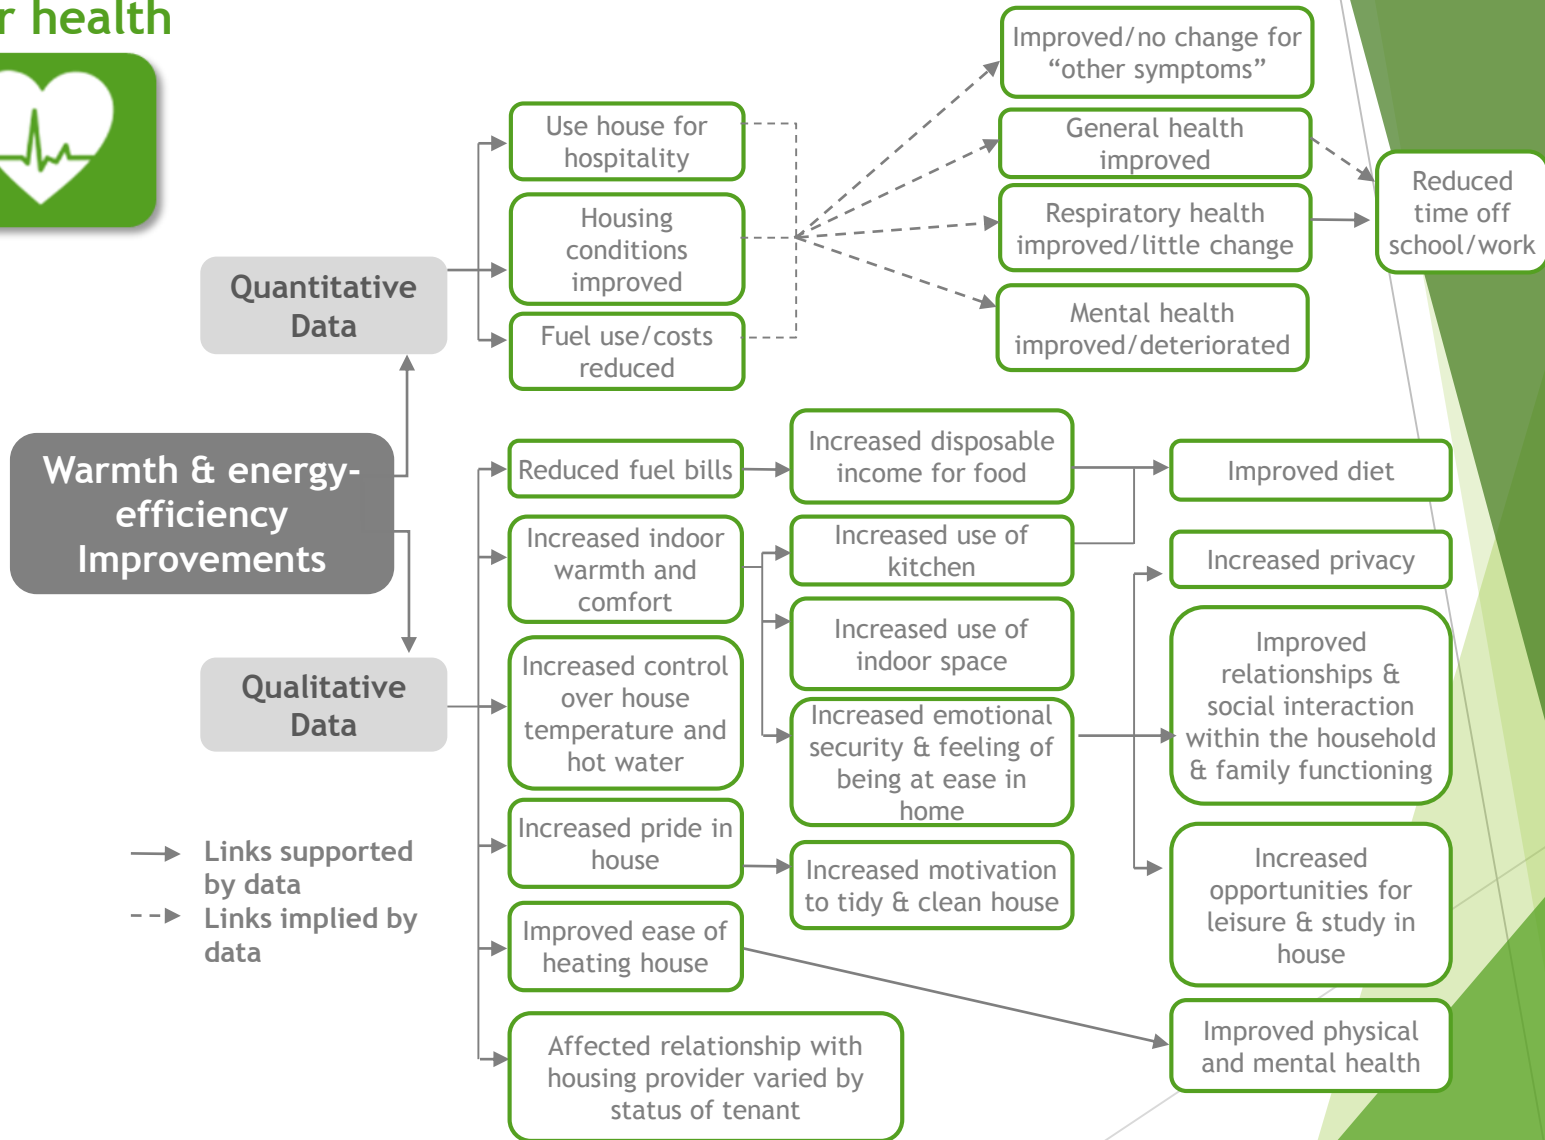 r health
Improved/no change for
“other symptoms”
Use house for
hospitality
General health
improved
Reduced
time off
school/work
Housing
conditions
improved
Respiratory health
improved/little change
Quantitative
Data
Fuel use/costs
reduced
Mental health
improved/deteriorated
Warmth & energy-
efficiency
Improvements
Reduced fuel bills
Increased disposable
income for food
Improved diet
Increased indoor
warmth and
comfort
Increased use of
kitchen
Increased privacy
Increased use of
indoor space
Improved
relationships &
social interaction
within the household
& family functioning
Qualitative
Data
Increased control
over house
temperature and
hot water
Increased emotional
security & feeling of
being at ease in
home
Increased pride in
house
Increased motivation
to tidy & clean house
Increased
opportunities for
leisure & study in
house
Links supported
by data
Links implied by
data
Improved ease of
heating house
Improved physical
and mental health
Affected relationship with
housing provider varied by
status of tenant